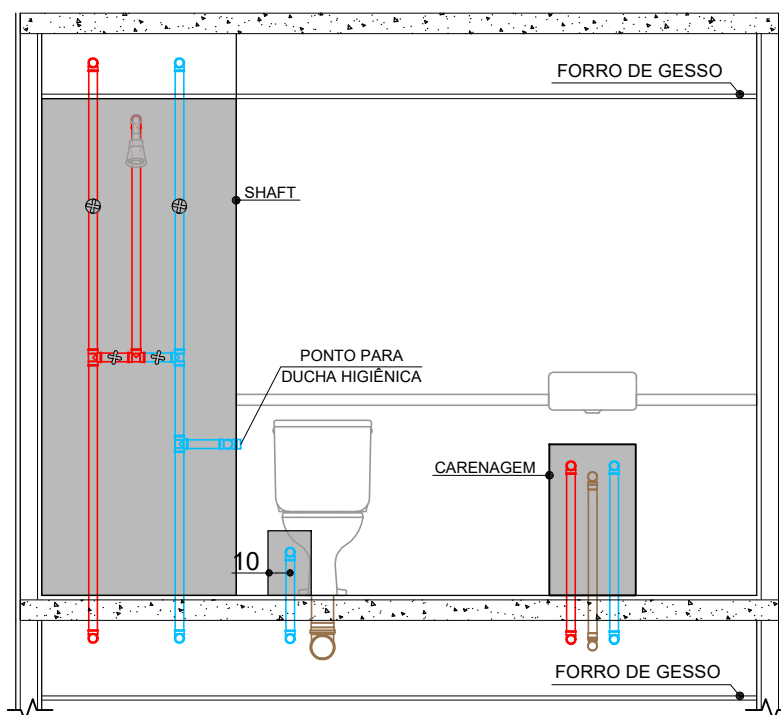 FORRO DE GESSO
SHAFT
PONTO PARA
DUCHA HIGIÊNICA
CARENAGEM
10
FORRO DE GESSO